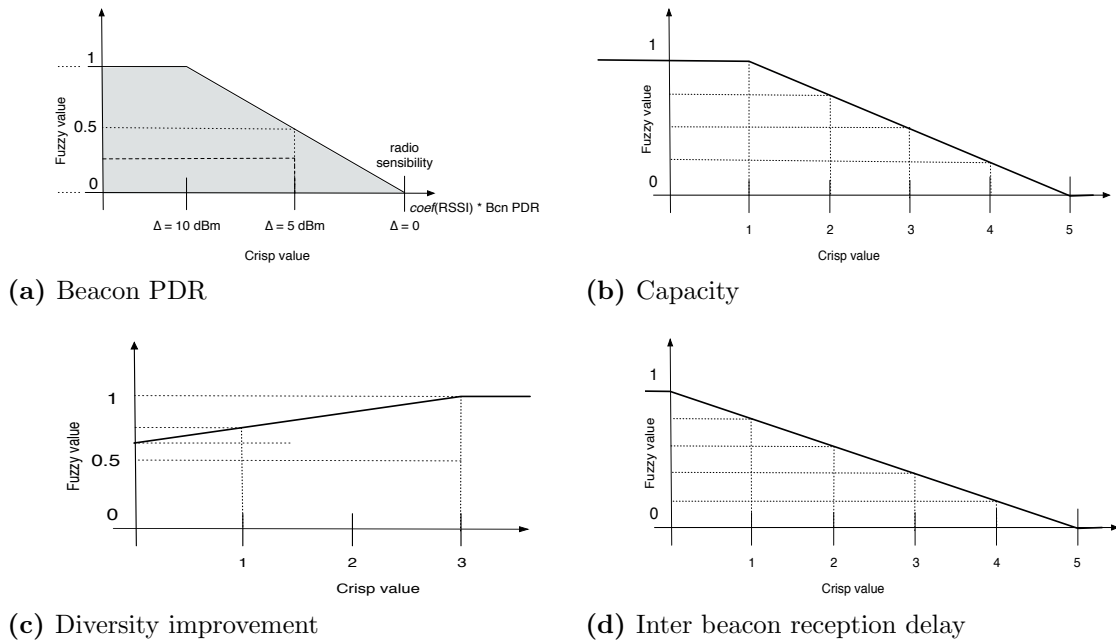 1
0.5
0
Fuzzy value
radio
sensibility
coef(RSSI) * Bcn PDR
Δ = 10 dBm
Δ = 5 dBm
Δ = 0
Crisp value
(a) Beacon PDR
1
Fuzzy value
0
1
2
3
4
5
Crisp value
(b) Capacity
1
0.5
0
Fuzzy value
1
2
3
Crisp value
(c) Diversity improvement
1
Fuzzy value
0
1
2
3
4
5
Crisp value
(d) Inter beacon reception delay